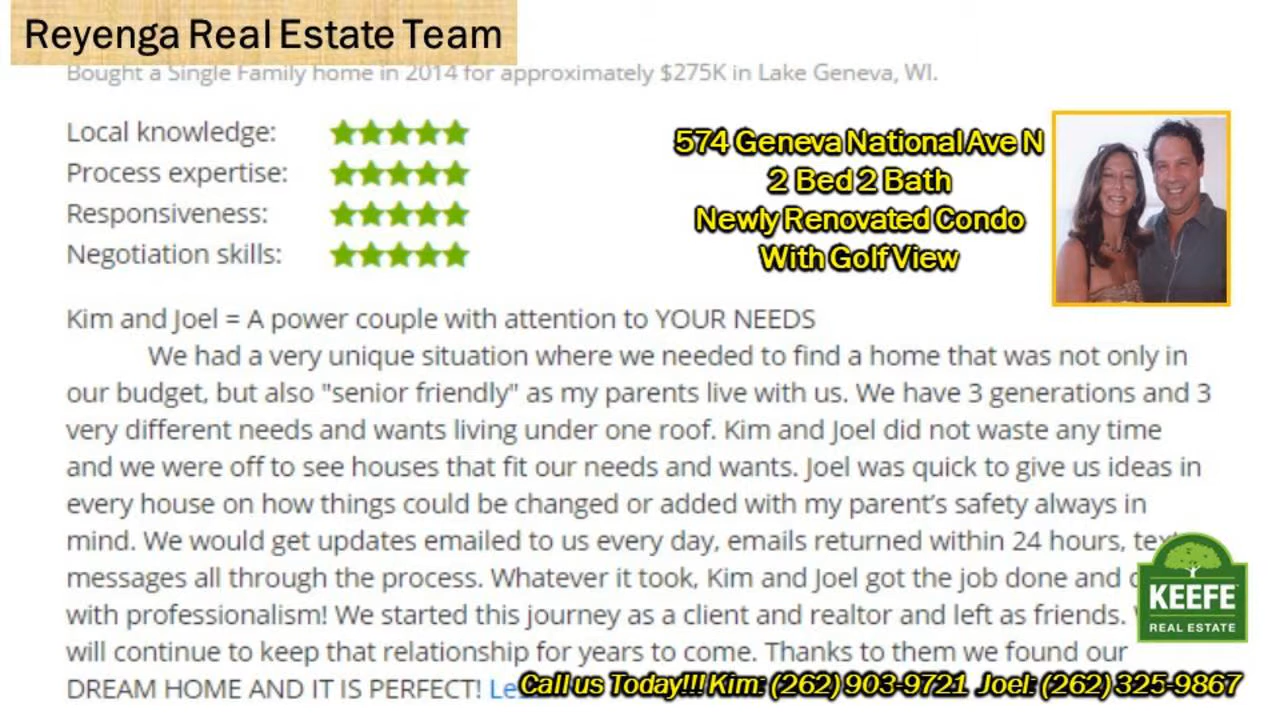 Reyenga Real Estate Team
Bought a Single Family home in 2014 for approximately $275K in Lake Geneva, WI.
Local knowledge:
Process expertise:
Responsiveness:
Negotiation skills:
574 Geneva National Ave N
2 Bed 2 Bath
Newly Renovated Condo
With Golf View
Kim and Joel = A power couple with attention to YOUR NEEDS
We had a very unique situation where we needed to find a home that was not only in
our budget, but also "senior friendly" as my parents live with us. We have 3 generations and 3
very different needs and wants living under one roof. Kim and Joel did not waste any time
and we were off to see houses that fit our needs and wants. Joel was quick to give us ideas in
every house on how things could be changed or added with my parent’s safety always in
mind. We would get updates emailed to us every day, emails returned within 24 hours, text
messages all through the process. Whatever it took, Kim and Joel got the job done and
with professionalism! We started this journey as a client and realtor and left as friends.
will continue to keep that relationship for years to come. Thanks to them we found our
DREAM HOME AND IT IS PERFECT!
KEEFE
REAL ESTATE
Call us Today!!! Kim: (262) 903-9721 Joel: (262) 325-9867